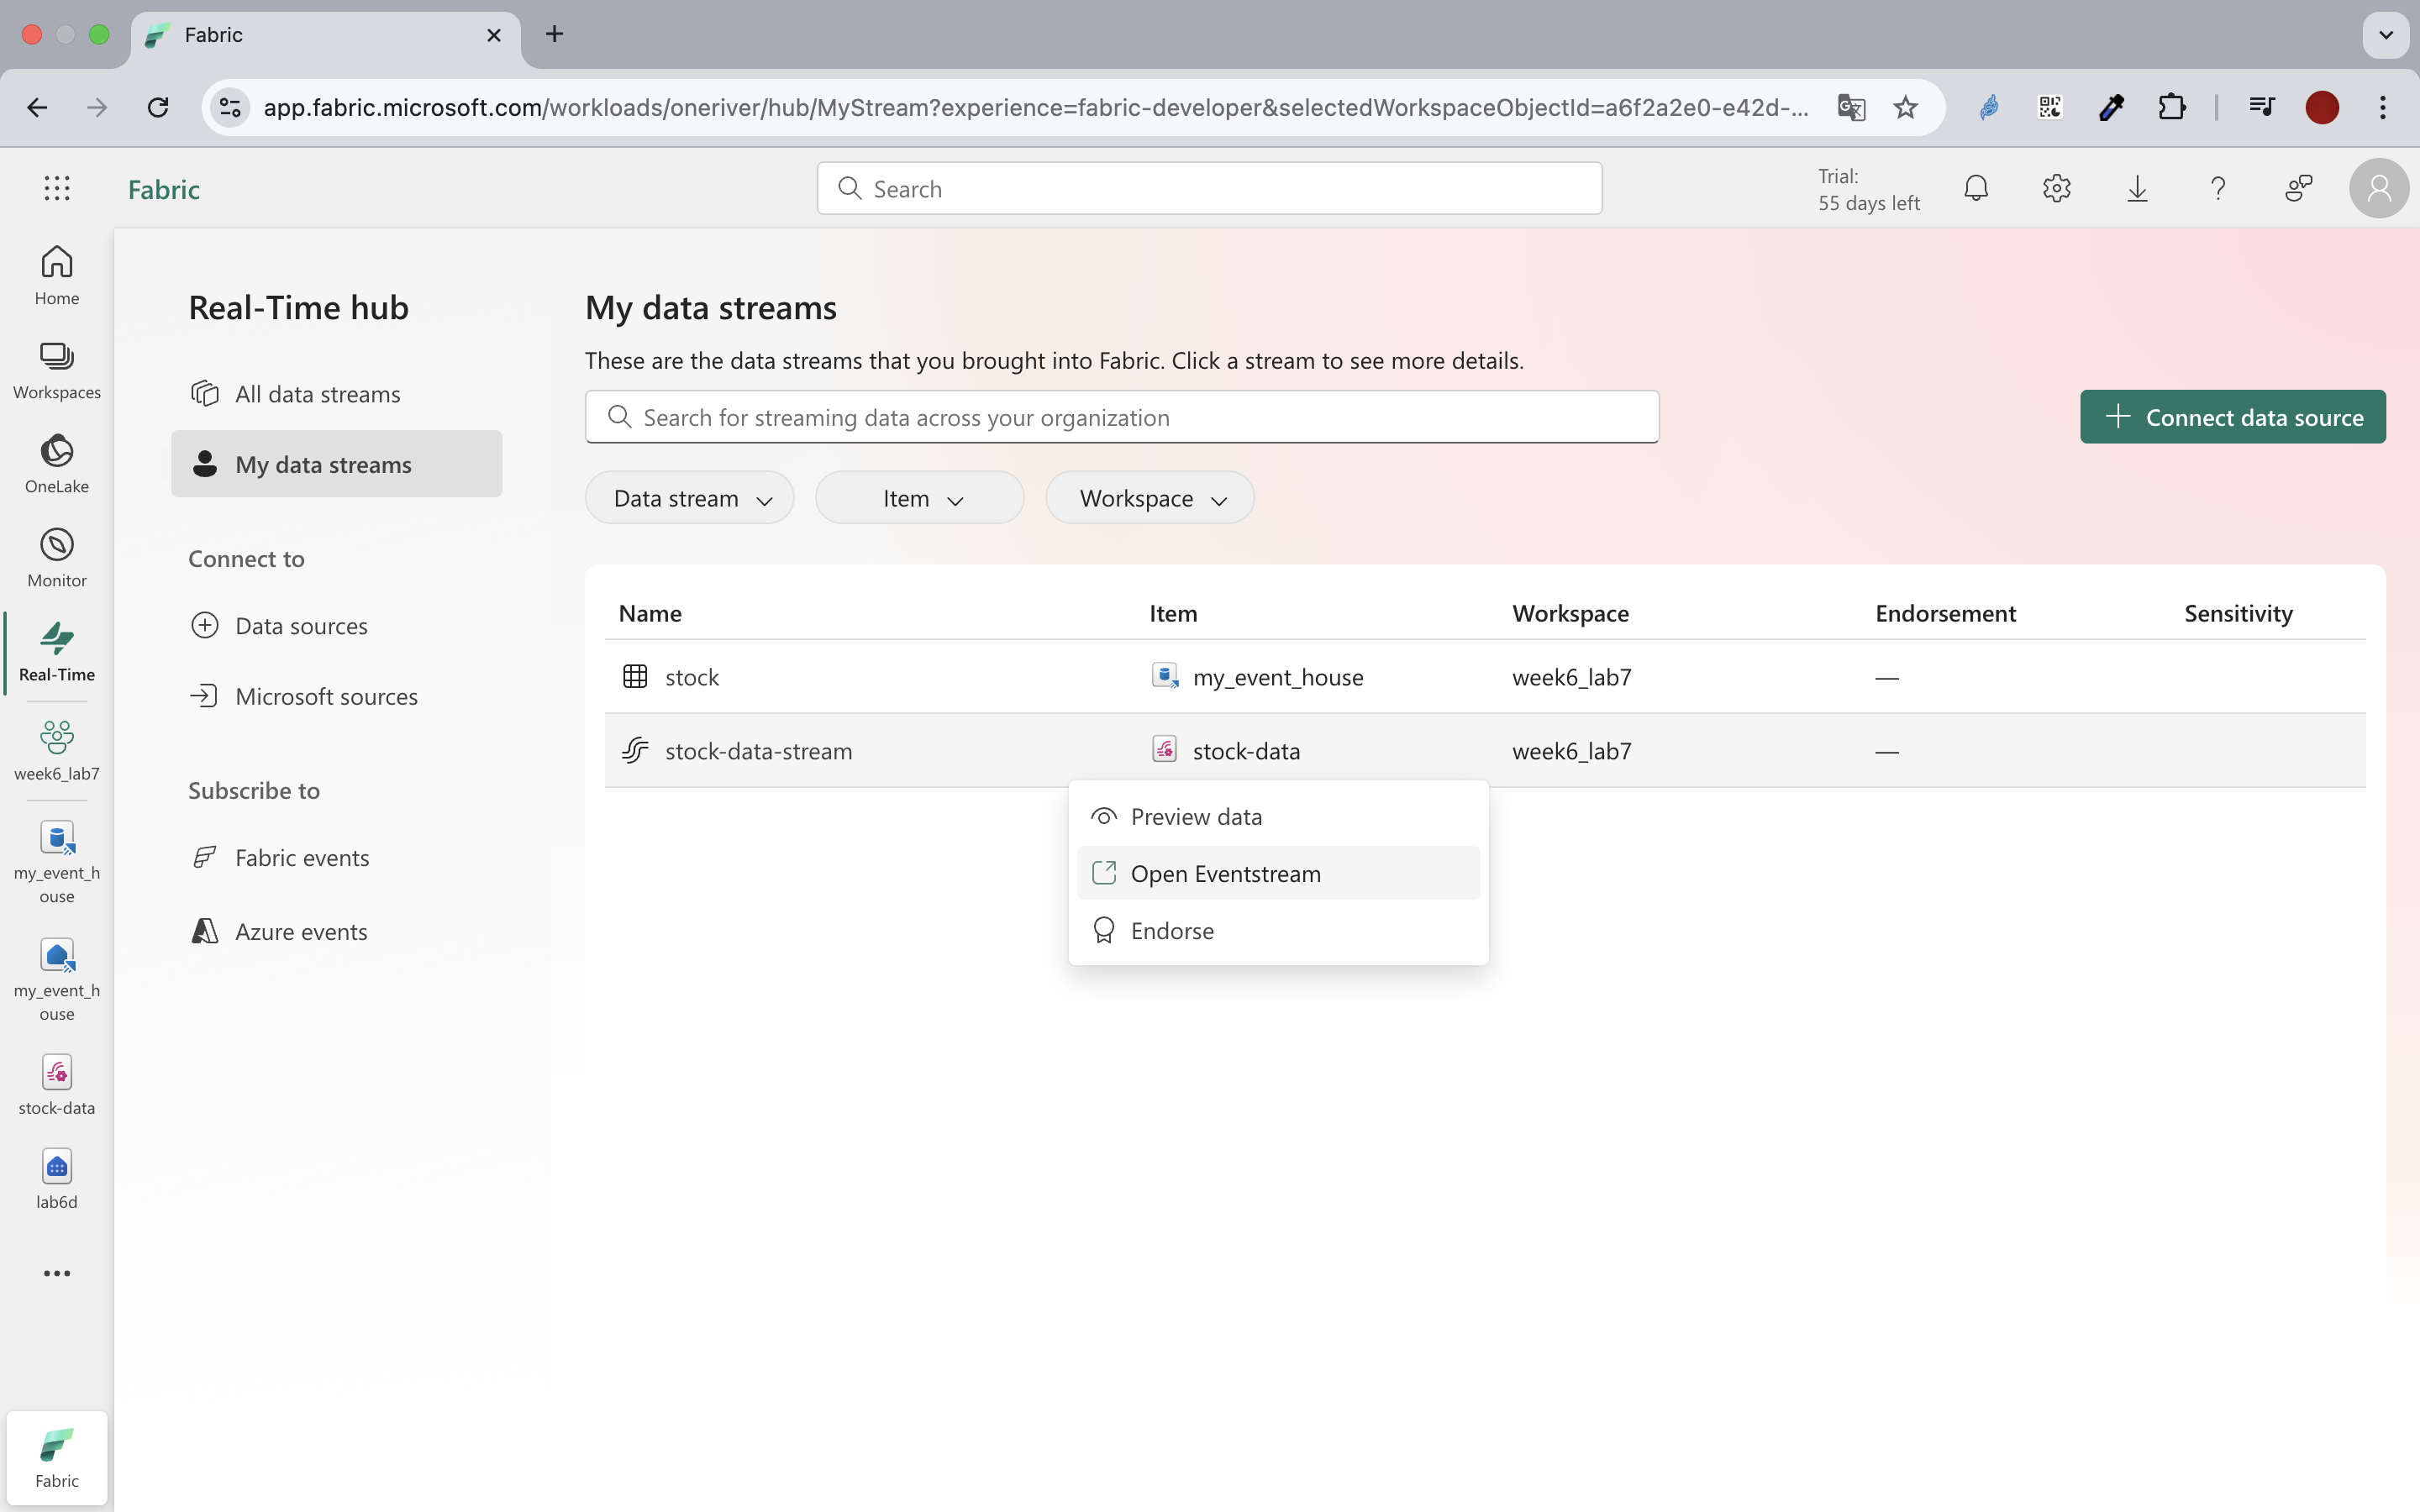 Fabric
app.fabric.microsoft.com/workloads/oneriver/hub/MyStream?experience=fabric-developer&selectedWorkspaceObjectId=a6f2a2e0-e42d-...
Fabric
Search
Trial:
55 days left
Home
Workspaces
OneLake
Monitor
Real-Time
week6_lab7
my_event_h
ouse
my_event_h
ouse
stock-data
lab6d
Fabric
Real-Time hub
All data streams
My data streams
Connect to
Data sources
Microsoft sources
Subscribe to
Fabric events
Azure events
My data streams
These are the data streams that you brought into Fabric. Click a stream to see more details.
Search for streaming data across your organization
Connect data source
Data stream
Item
Workspace
Name Item Workspace Endorsement Sensitivity
stock my_event_house week6_lab7 —
stock-data-stream stock-data week6_lab7 —
Preview data
Open Eventstream
Endorse